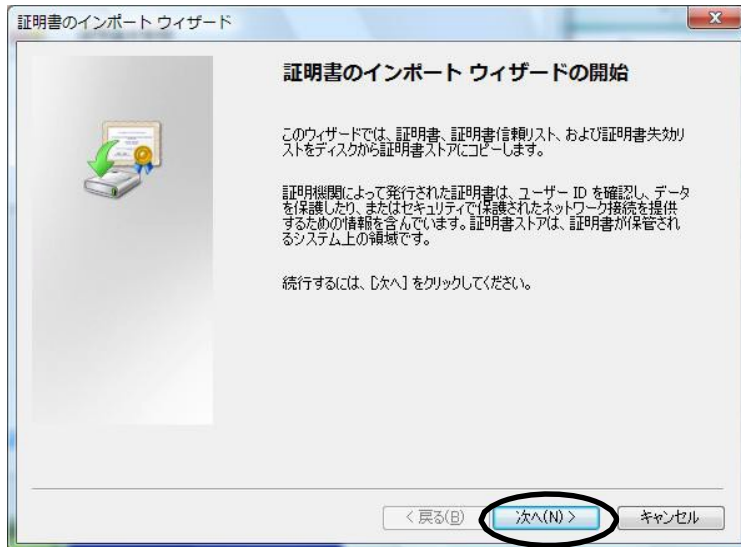 証明書のインポート ウィザード
証明書のインポート ウィザードの開始
このウィザードでは、証明書、証明書信頼リスト、および証明書失効リ
ストをディスクから証明書ストアにコピーします。
証明機関によって発行された証明書は、ユーザー ID を確認し、データ
を保護したり、またはセキュリティで保護されたネットワーク接続を提供
するための情報を含んでいます。証明書ストアは、証明書が保管され
るシステム上の領域です。
続行するには、[次へ] をクリックしてください。
< 戻る(B) 次へ(N) > キャンセル